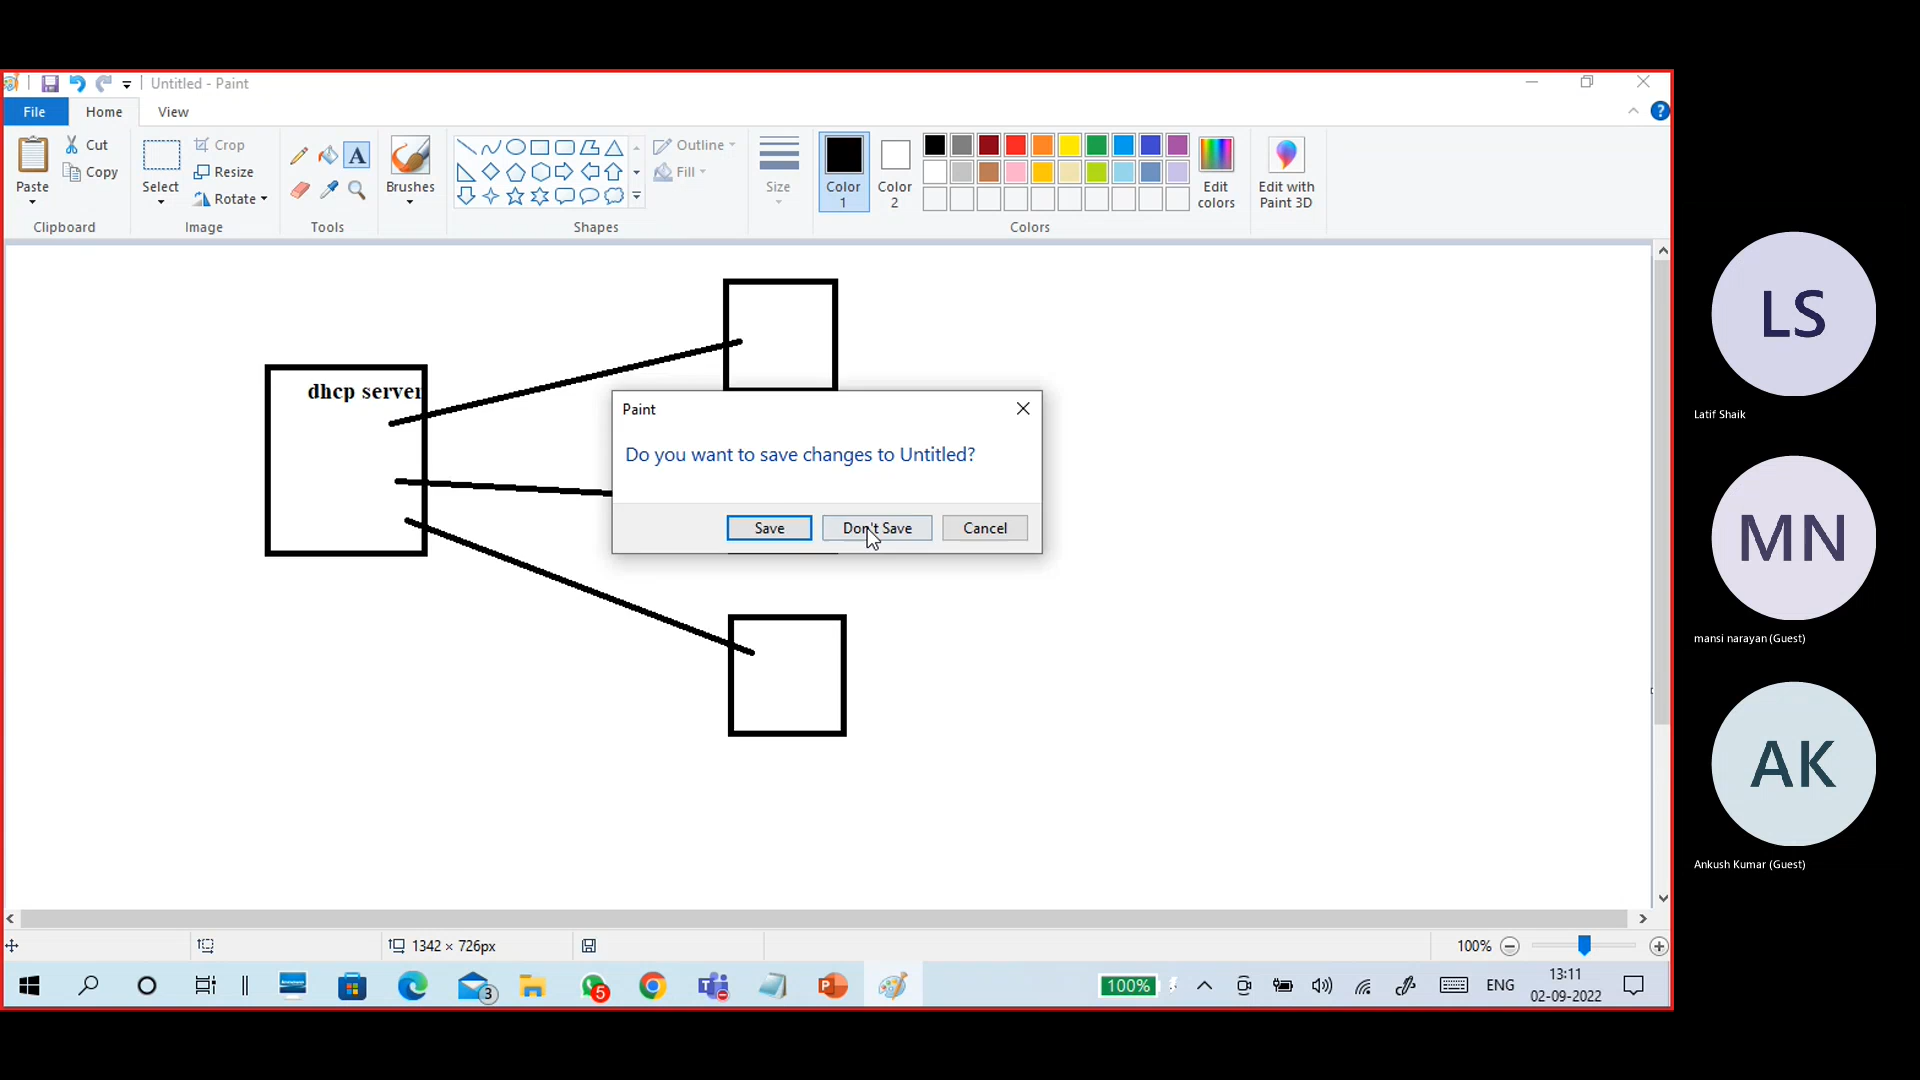 Untitled - Paint
File Home View
Paste
Cut
Copy
Clipboard
Select
Crop
Resize
Rotate
Image
A
Tools
Brushes
Shapes
Outline
Fill
Size
Color
1
Color
2
Colors
Edit
colors
Edit with
Paint 3D
?
dhcp server
Paint
Do you want to save changes to Untitled?
Save Don't Save Cancel
LS
Latif Shaik
MN
mansi narayan (Guest)
AK
Ankush Kumar (Guest)
1342 × 726px
100%
3
5
100%
ENG
13:11
02-09-2022